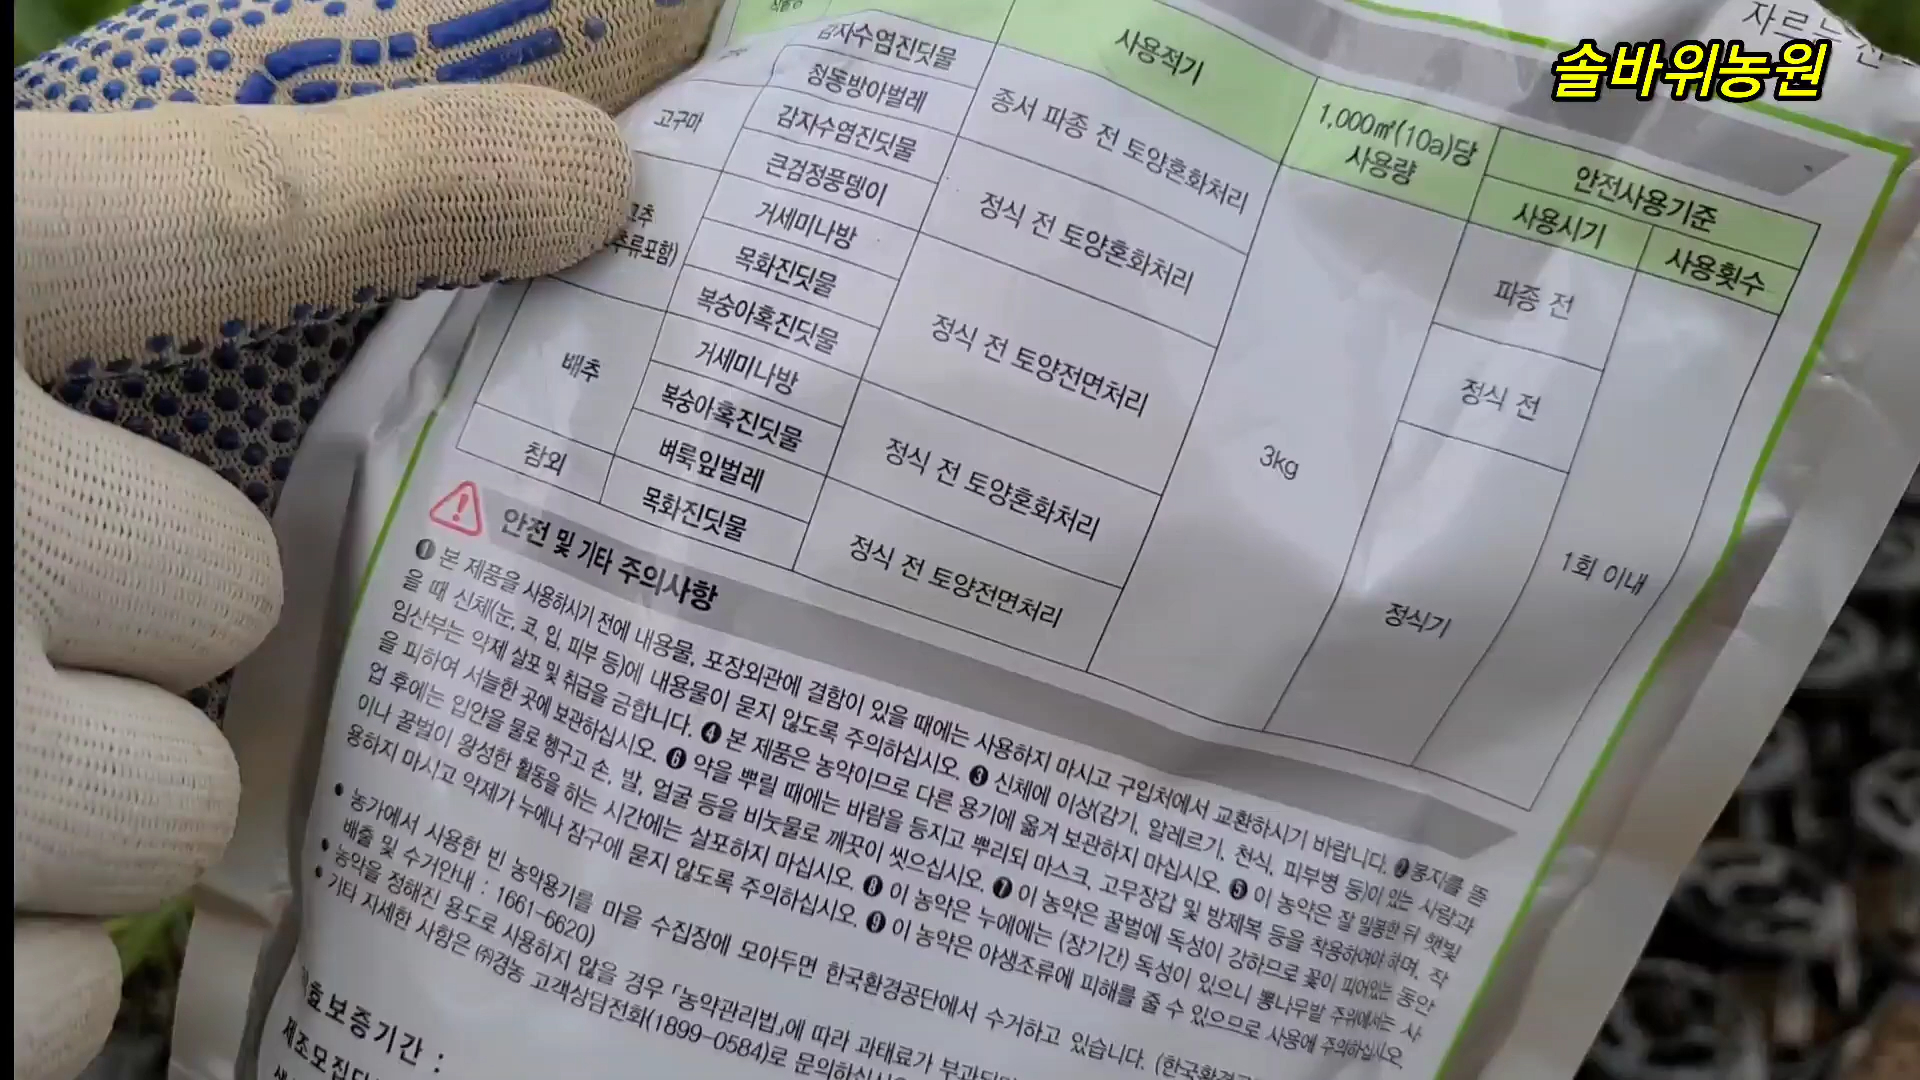 자르는 선
솔바위농원
사용적기
1,000㎡(10a)당
사용량
안전사용기준
사용시기
사용횟수
감자수염진딧물
청동방아벌레
종서 파종 전 토양혼화처리
파종 전
고구마
감자수염진딧물
큰검정풍뎅이
정식 전 토양혼화처리
정식 전
고추
추류포함)
거세미나방
목화진딧물
복숭아혹진딧물
정식 전 토양전면처리
3kg
배추
거세미나방
복숭아혹진딧물
벼룩잎벌레
정식 전 토양혼화처리
정식기
1회 이내
참외
목화진딧물
정식 전 토양전면처리
안전 및 기타 주의사항
❶ 본 제품을 사용하시기 전에 내용물, 포장외관에 결함이 있을 때에는 사용하지 마시고 구입처에서 교환하시기 바랍니다. ❷ 봉지를 뜯
을 때 신체(눈, 코, 입, 피부 등)에 내용물이 묻지 않도록 주의하십시오. ❸ 신체에 이상(감기, 알레르기, 천식, 피부병 등)이 있는 사람과
임산부는 약제 살포 및 취급을 금합니다. ❹ 본 제품은 농약이므로 다른 용기에 옮겨 보관하지 마십시오. ❺ 이 농약은 잘 밀봉한 뒤 햇빛
을 피하여 서늘한 곳에 보관하십시오. ❻ 약을 뿌릴 때에는 바람을 등지고 뿌리되 마스크, 고무장갑 및 방제복 등을 착용하여야 하며, 작
업 후에는 입안을 물로 헹구고 손, 발, 얼굴 등을 비눗물로 깨끗이 씻으십시오. ❼ 이 농약은 꿀벌에 독성이 강하므로 꽃이 피어있는 동안
이나 꿀벌이 왕성한 활동을 하는 시간에는 살포하지 마십시오. ❽ 이 농약은 누에에는 (장기간) 독성이 있으니 뽕나무밭 주위에서는 사
용하지 마시고 약제가 누에나 잠구에 묻지 않도록 주의하십시오. ❾ 이 농약은 야생조류에 피해를 줄 수 있으므로 사용에 주의하십시오.
• 농가에서 사용한 빈 농약용기를 마을 수집장에 모아두면 한국환경공단에서 수거하고 있습니다. (한국환경공
배출 및 수거안내 : 1661-6620)
• 농약을 정해진 용도로 사용하지 않을 경우 「농약관리법」에 따라 과태료가 부과되
• 기타 자세한 사항은 ㈜경농 고객상담전화(1899-0584)로 문의하십시오
효보증기간 :
제조모집단